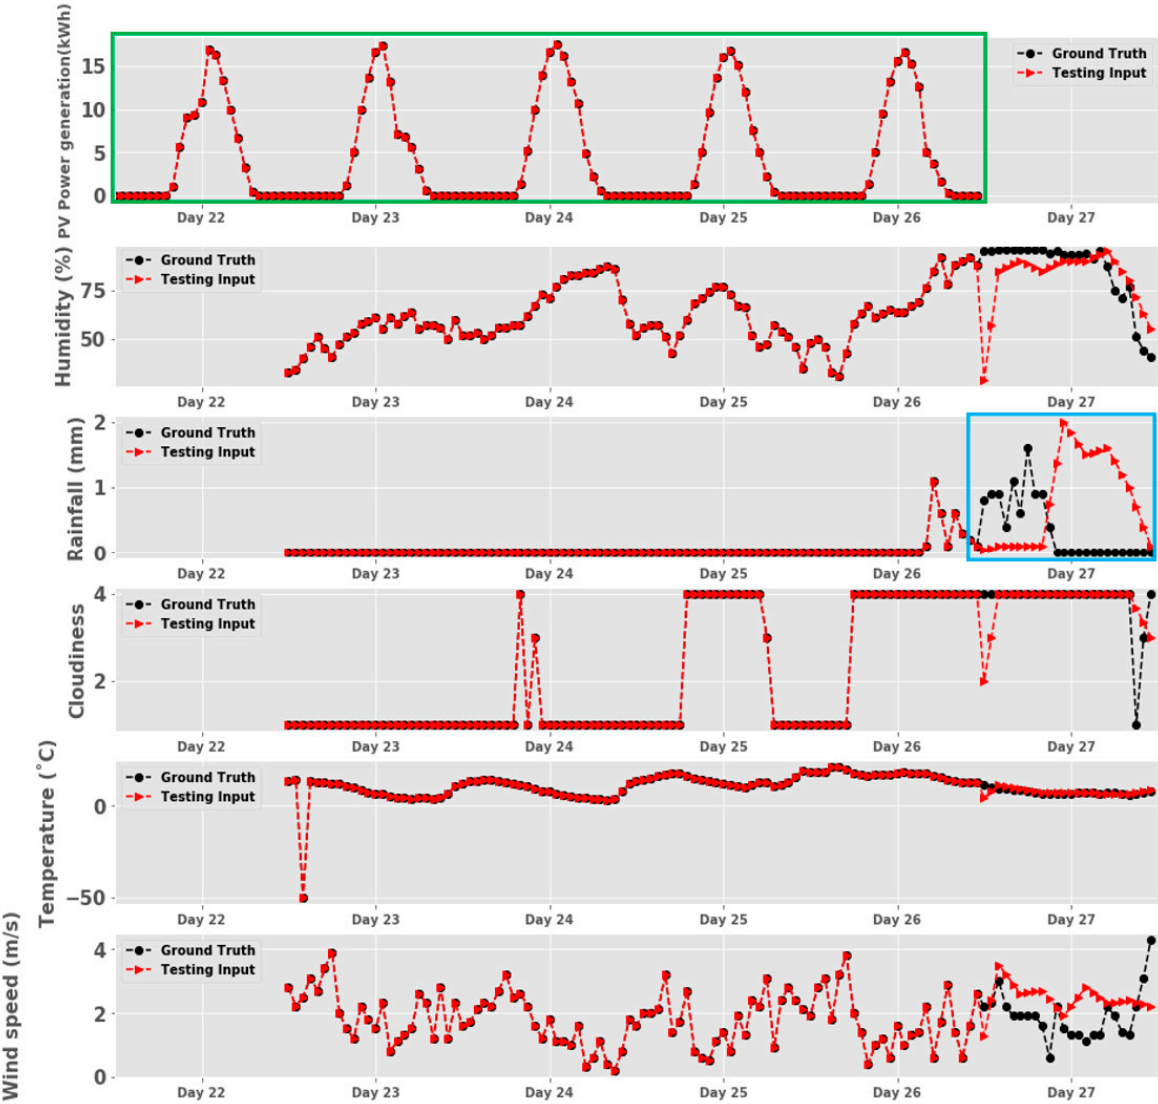 PV Power generation(kWh)
15
10
5
0
Ground Truth
Testing Input
Day 22 Day 23 Day 24 Day 25 Day 26 Day 27
Humidity (%)
75
50
Ground Truth
Testing Input
Day 22 Day 23 Day 24 Day 25 Day 26 Day 27
Rainfall (mm)
2
1
0
Ground Truth
Testing Input
Day 22 Day 23 Day 24 Day 25 Day 26 Day 27
Cloudiness
4
2
Ground Truth
Testing Input
Day 22 Day 23 Day 24 Day 25 Day 26 Day 27
Temperature (°C)
0
−50
Ground Truth
Testing Input
Day 22 Day 23 Day 24 Day 25 Day 26 Day 27
Wind speed (m/s)
4
2
0
Ground Truth
Testing Input
Day 22 Day 23 Day 24 Day 25 Day 26 Day 27